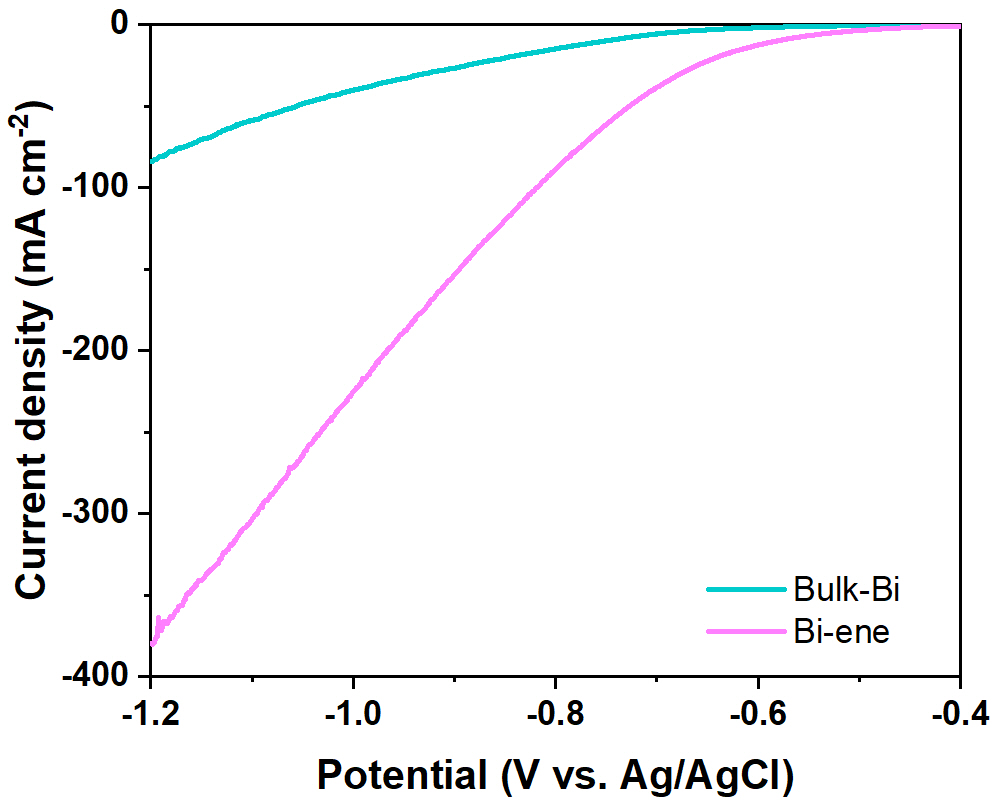 0
-100
-200
-300
-400
Current density (mA cm-2)
Bulk-Bi
Bi-ene
-1.2 -1.0 -0.8 -0.6 -0.4
Potential (V vs. Ag/AgCl)